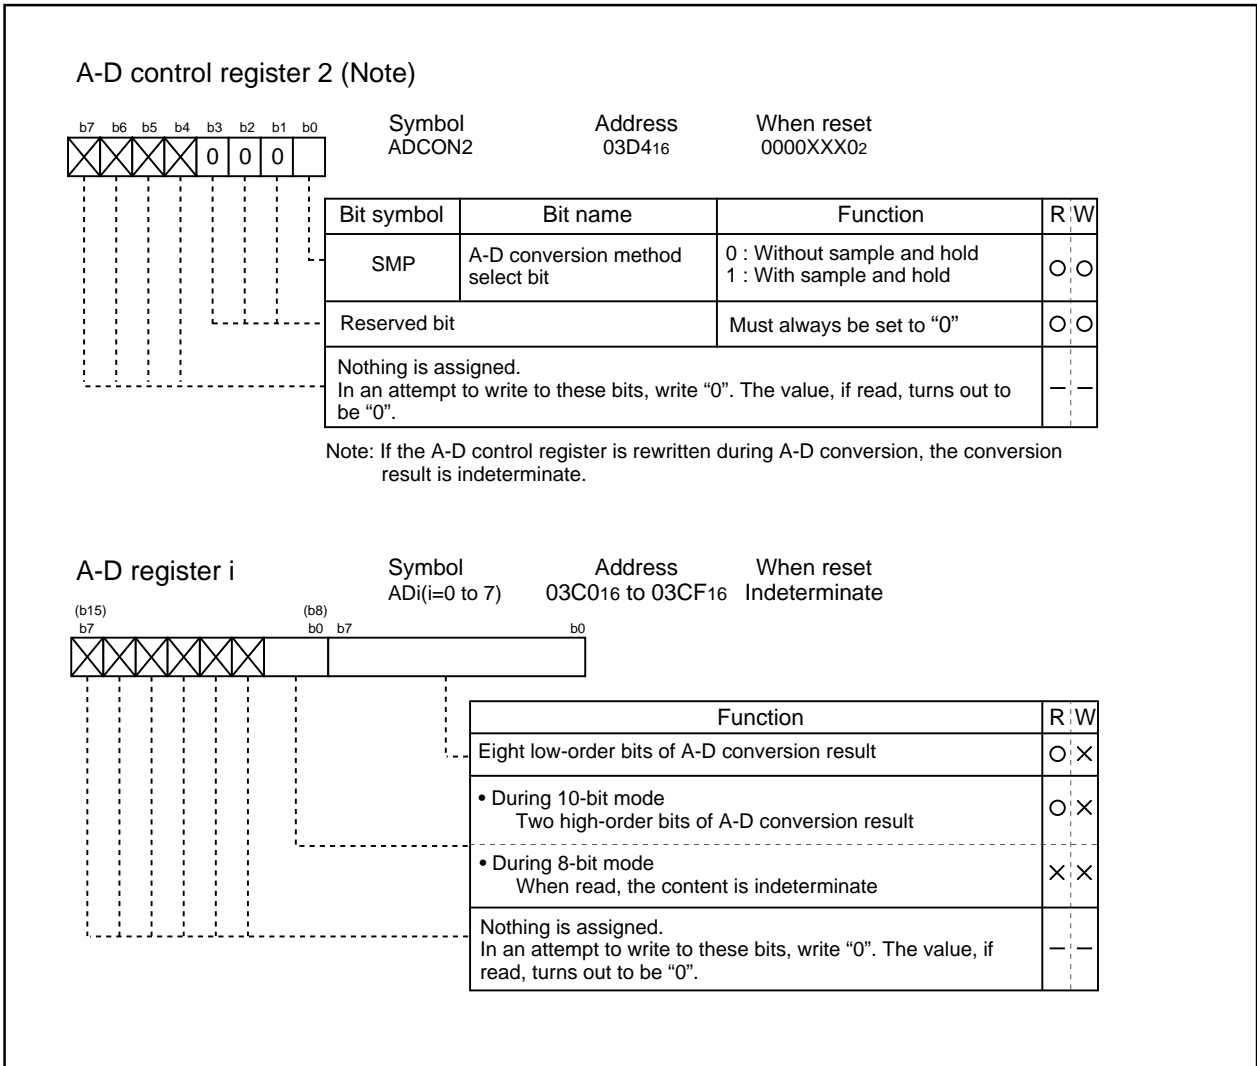 A-D control register 2 (Note)
b7 b6 b5 b4 b3 b2 b1 b0
0 0 0
Symbol Address When reset
ADCON2 03D416 0000XXX02
Bit symbol Bit name Function R W
SMP A-D conversion method select bit 0 : Without sample and hold
1 : With sample and hold
Reserved bit Must always be set to “0”
Nothing is assigned.
In an attempt to write to these bits, write “0”. The value, if read, turns out to
be “0”.
Note: If the A-D control register is rewritten during A-D conversion, the conversion
result is indeterminate.
A-D register i
Symbol Address When reset
ADi(i=0 to 7) 03C016 to 03CF16 Indeterminate
(b15) (b8)
b7 b0 b7 b0
Function R W
Eight low-order bits of A-D conversion result
• During 10-bit mode
Two high-order bits of A-D conversion result
• During 8-bit mode
When read, the content is indeterminate
Nothing is assigned.
In an attempt to write to these bits, write “0”. The value, if
read, turns out to be “0”.